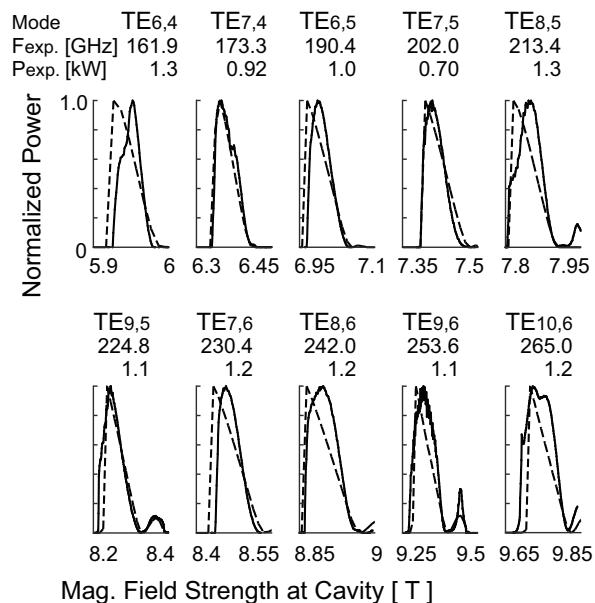 Mode TE6,4 TE7,4 TE6,5 TE7,5 TE8,5
Fexp. [GHz] 161.9 173.3 190.4 202.0 213.4
Pexp. [kW] 1.3 0.92 1.0 0.70 1.3
1.0
Normalized Power
0
5.9 6 6.3 6.45 6.95 7.1 7.35 7.5 7.8 7.95
TE9,5 TE7,6 TE8,6 TE9,6 TE10,6
224.8 230.4 242.0 253.6 265.0
1.1 1.2 1.2 1.1 1.2
8.2 8.4 8.4 8.55 8.85 9 9.25 9.5 9.65 9.85
Mag. Field Strength at Cavity [ T ]